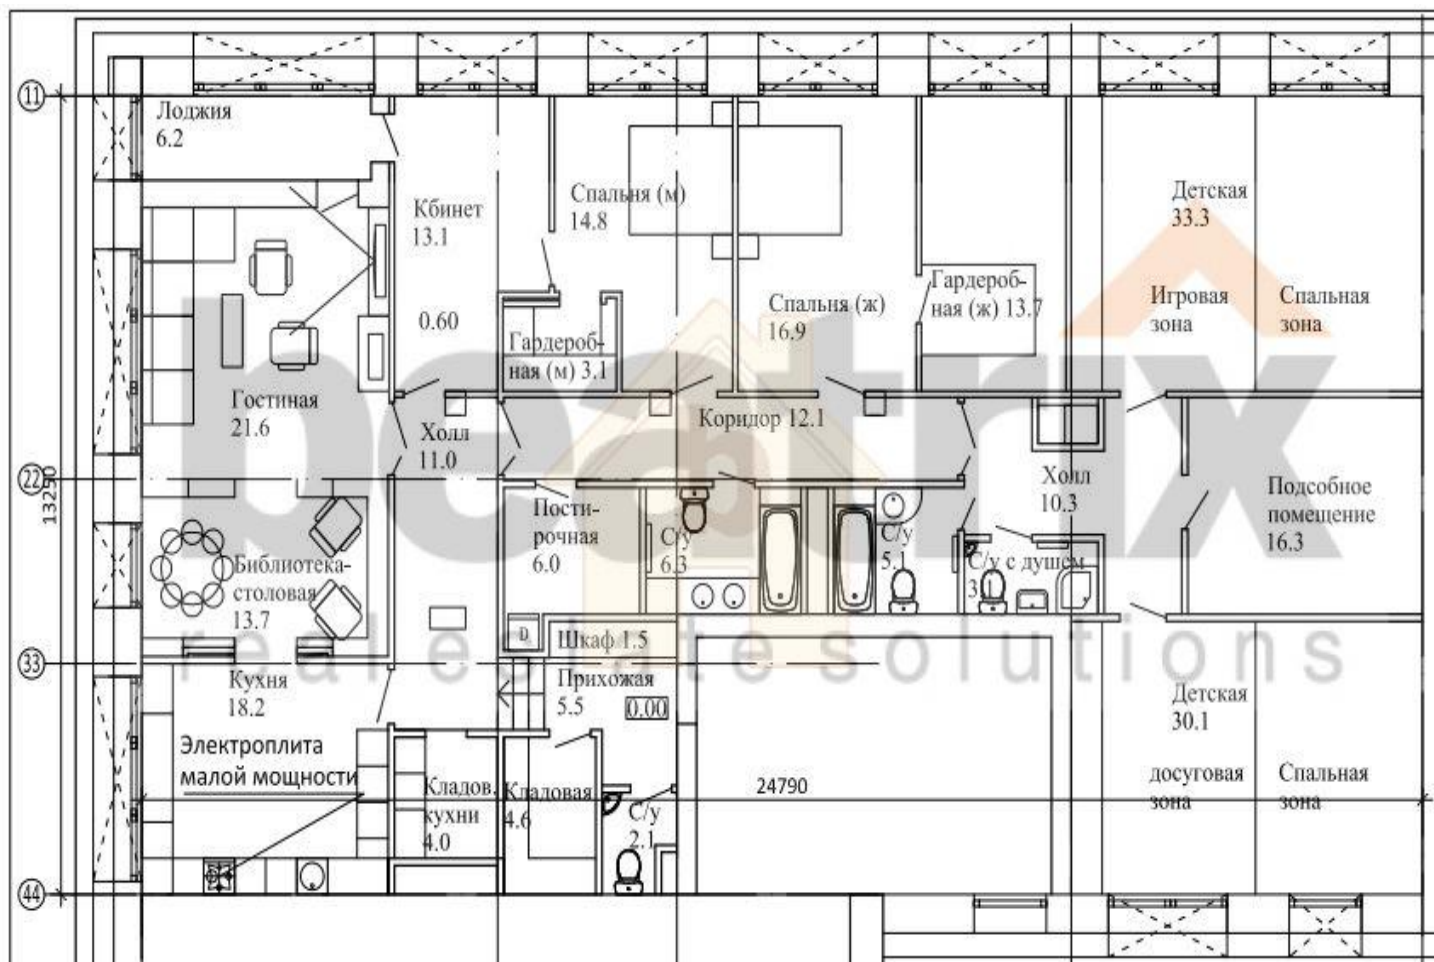 11
Лоджия
6.2
Кбинет
13.1
0.60
Спальня (м)
14.8
Гардероб-
ная (м) 3.1
Спальня (ж)
16.9
Гардероб-
ная (ж) 13.7
Детская
33.3
Игровая
зона
Спальная
зона
beatrix
Гостиная
21.6
Холл
11.0
Коридор 12.1
Холл
10.3
Подсобное
помещение
16.3
22
13250
Пости-
рочная
6.0
С/у
6.3
С/у
5.1
С/у с душем
3.1
Библиотека-
столовая
13.7
D
Шкаф 1.5
real estate solutions
33
Кухня
18.2
Прихожая
5.5
0.00
Детская
30.1
Электроплита
малой мощности
Кладов.
кухни
4.0
Кладовая
4.6
С/у
2.1
24790
досуговая
зона
Спальная
зона
44